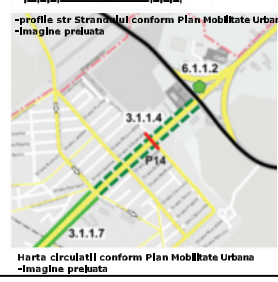 -profile str Strandului conform Plan Mobilitate Urbana
-imagine preluata
6.1.1.2
3.1.1.4
P14
3.1.1.7
Harta circulatii conform Plan Mobilitate Urbana
-imagine preluata